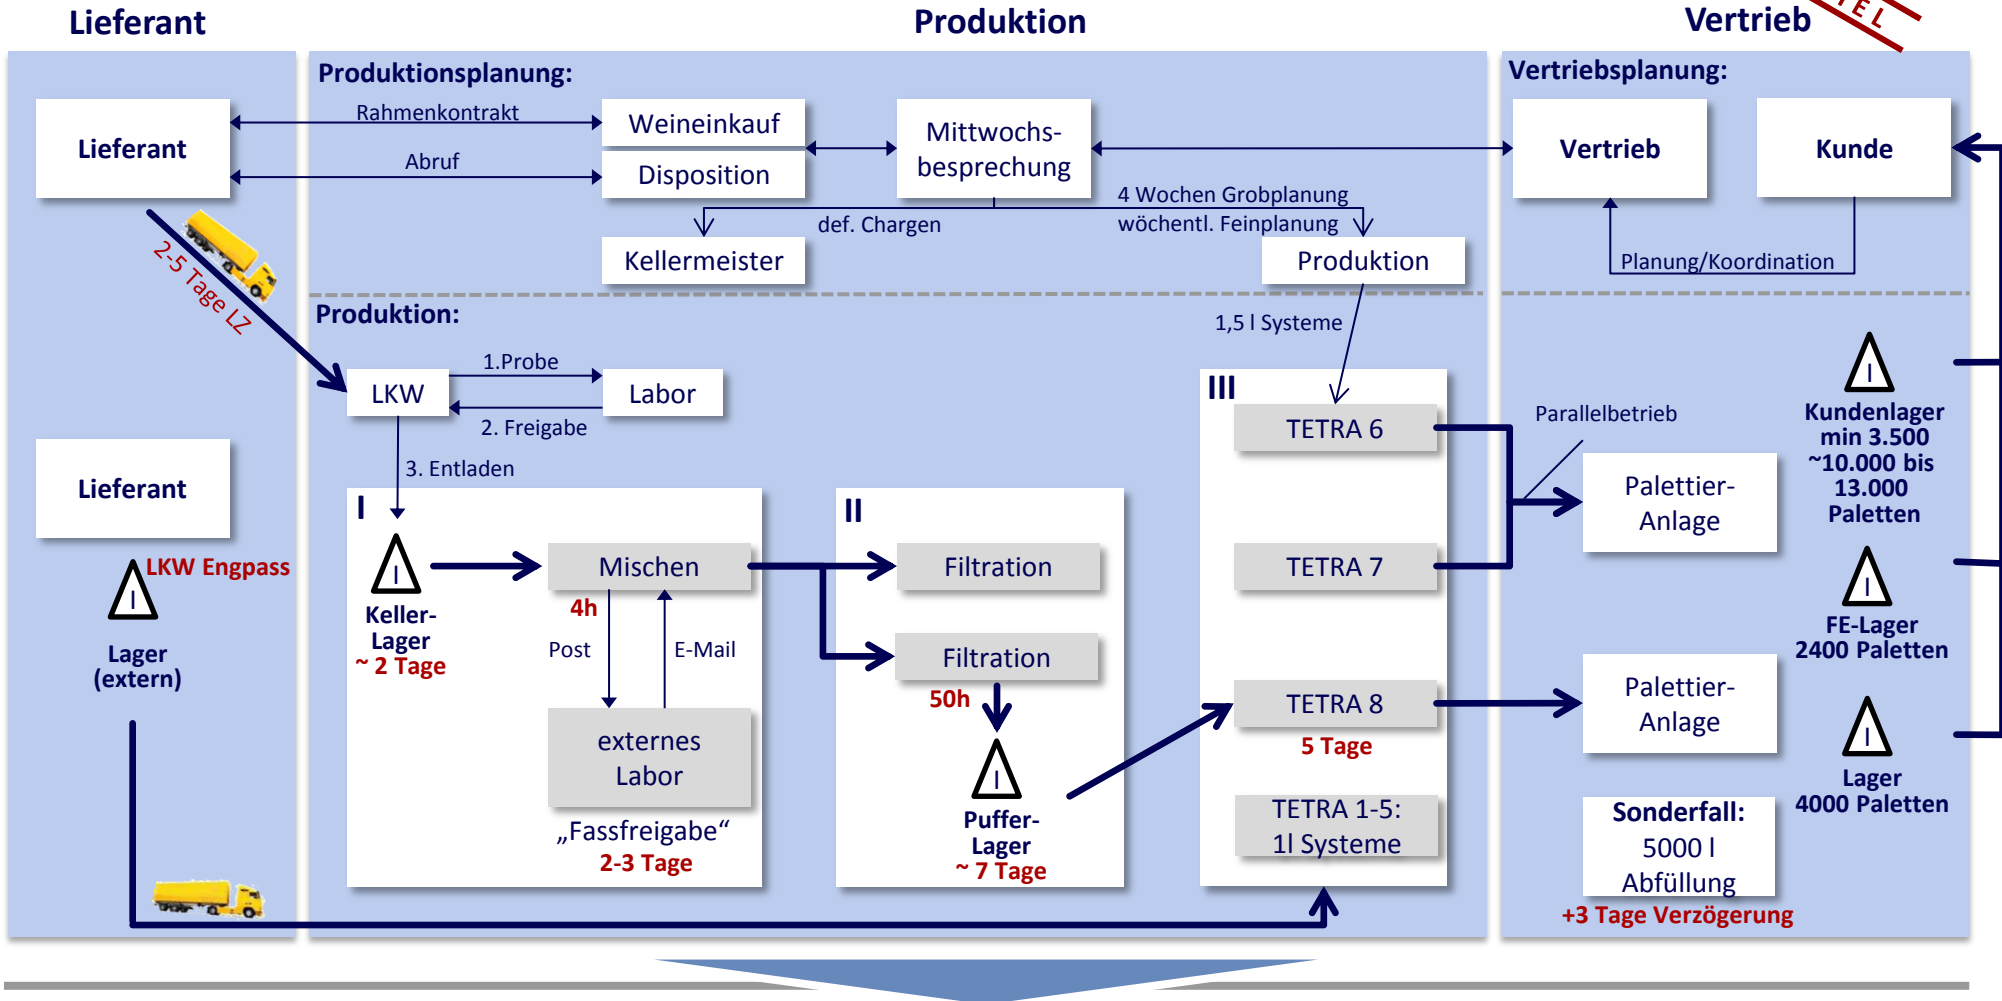 Lieferant
Produktion
Vertrieb
TEL
Produktionsplanung:
Vertriebsplanung:
Lieferant
Rahmenkontrakt
Abruf
Weineinkauf
Disposition
Mittwochs-
besprechung
Vertrieb
Kunde
4 Wochen Grobplanung
def. Chargen
wöchentl. Feinplanung
Kellermeister
Produktion
Planung/Koordination
2-5 Tage LZ
Produktion:
1,5 l Systeme
LKW
1.Probe
Labor
2. Freigabe
3. Entladen
Lieferant
LKW Engpass
I
Lager
(extern)
I
I
Keller-
Lager
~ 2 Tage
Mischen
4h
Post
E-Mail
externes
Labor
„Fassfreigabe“
2-3 Tage
II
Filtration
Filtration
50h
I
Puffer-
Lager
~ 7 Tage
III
TETRA 6
TETRA 7
TETRA 8
5 Tage
TETRA 1-5:
1l Systeme
Parallelbetrieb
Palettier-
Anlage
Palettier-
Anlage
Sonderfall:
5000 l
Abfüllung
+3 Tage Verzögerung
I
Kundenlager
min 3.500
~10.000 bis
13.000
Paletten
I
FE-Lager
2400 Paletten
I
Lager
4000 Paletten